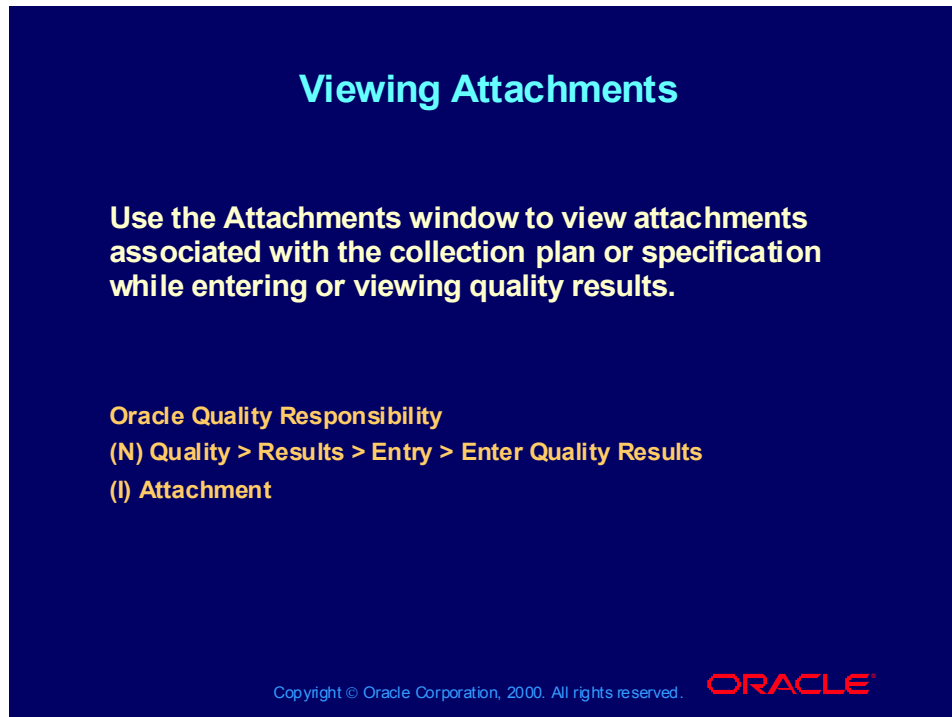 Viewing Attachments
Use the Attachments window to view attachments
associated with the collection plan or specification
while entering or viewing quality results.
Oracle Quality Responsibility
(N) Quality > Results > Entry > Enter Quality Results
(I) Attachment
Copyright © Oracle Corporation, 2000. All rights reserved.
ORACLE®